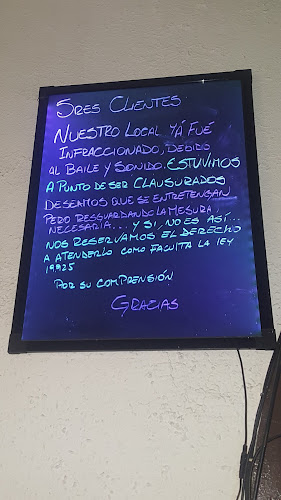 SRES CLIENTES
NUESTRO LOCAL YÁ FUÉ
INFRACCIONADO, DEBIDO
AL BAILE Y SONIDO. ESTUVIMOS
A PUNTO DE SER CLAUSURADOS
DESEAMOS QUE SE ENTRETENGAN
PERO RESGUARDANDO LA MESURA
NECESARIA... Y SI, NO ES ASÍ...
NOS RESERVAMOS EL DERECHO
A ATENDERLO COMO FACULTA LA LEY
19925
POR SU COMPRENSIÓN
GRACIAS